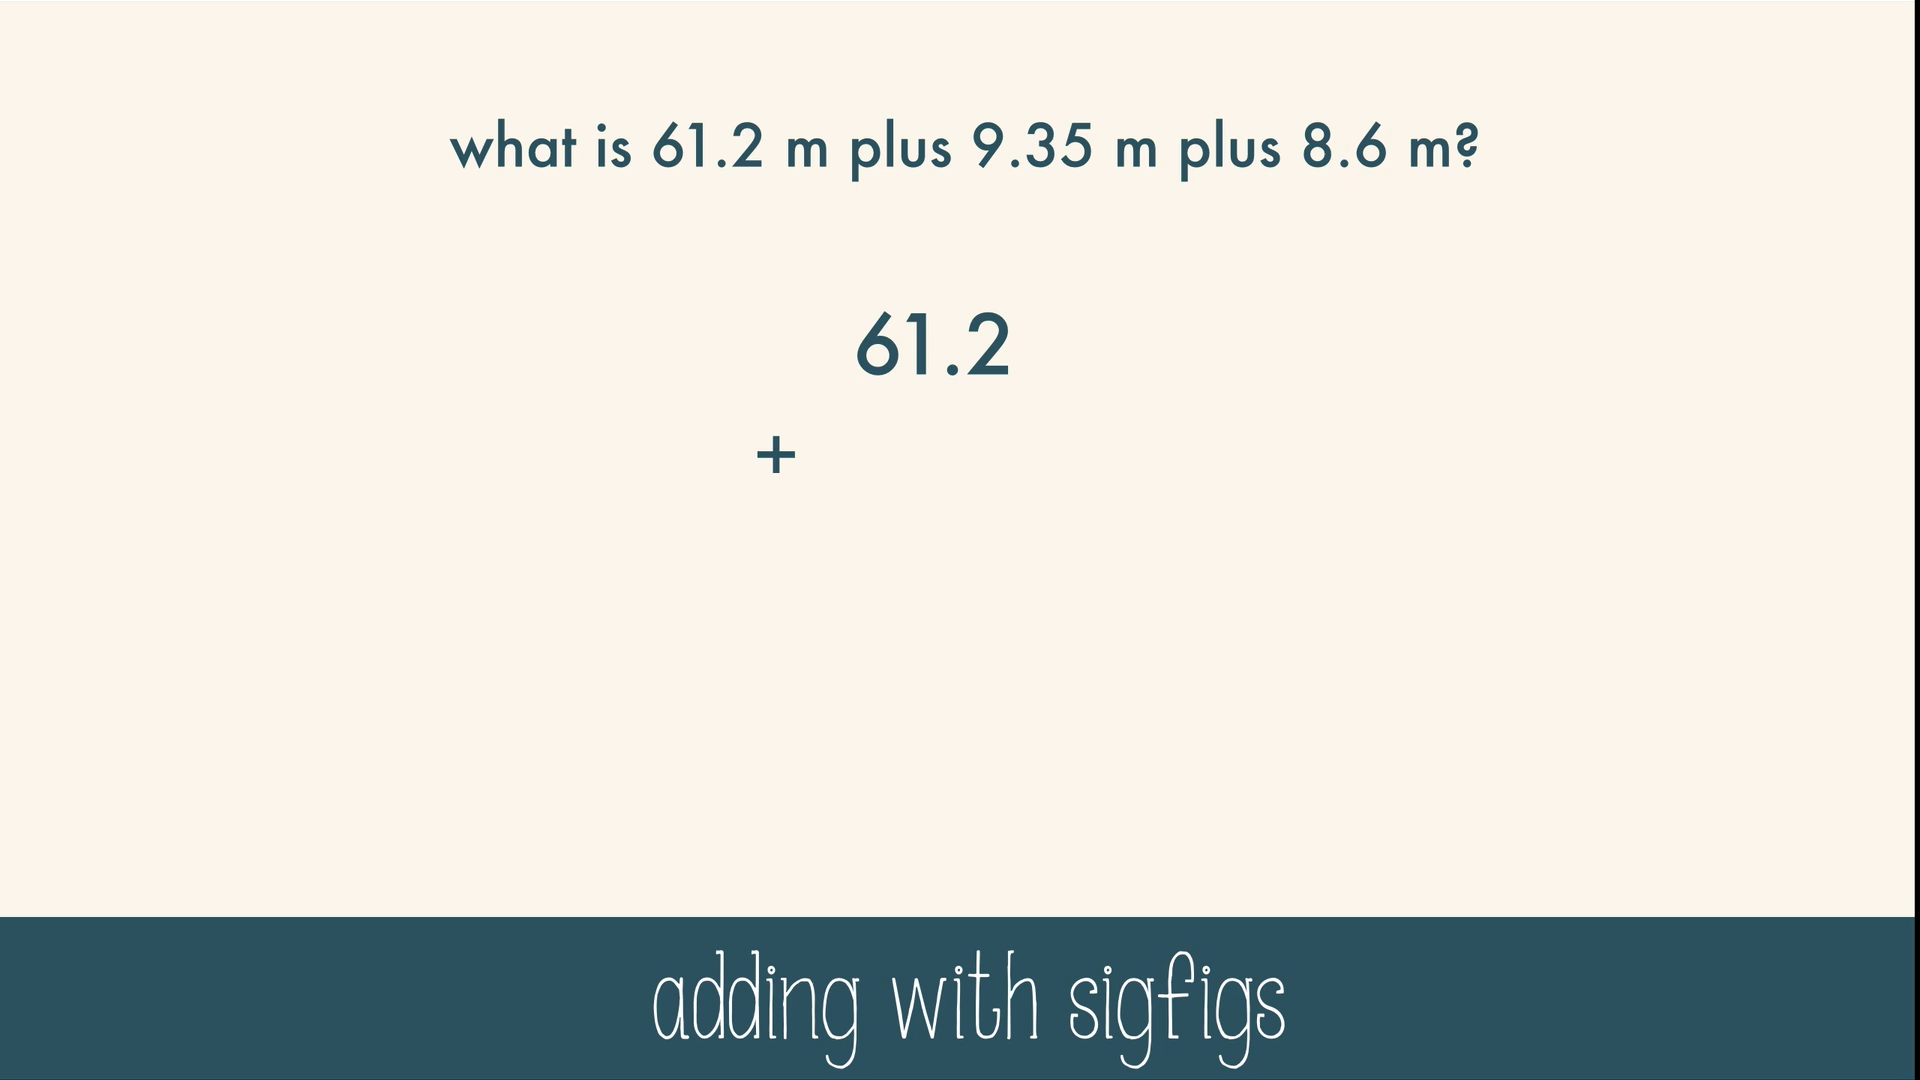 what is 61.2 m plus 9.35 m plus 8.6 m?
61.2
+
adding with sigfigs